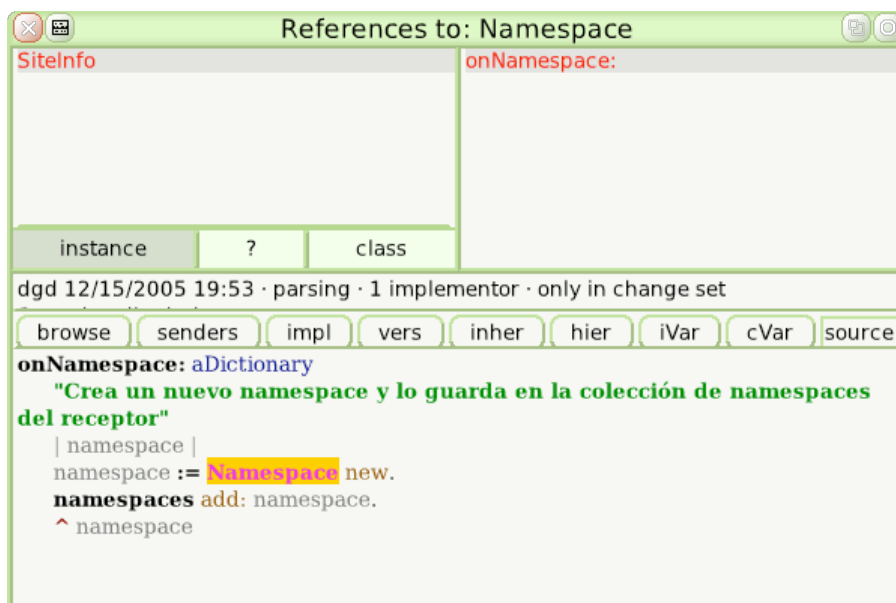 References to: Namespace
SiteInfo
onNamespace:
instance ? class
dgd 12/15/2005 19:53 · parsing · 1 implementor · only in change set
browse senders impl vers inher hier iVar cVar source
onNamespace: aDictionary
"Crea un nuevo namespace y lo guarda en la colección de namespaces
del receptor"
| namespace |
namespace := Namespace new.
namespaces add: namespace.
^ namespace